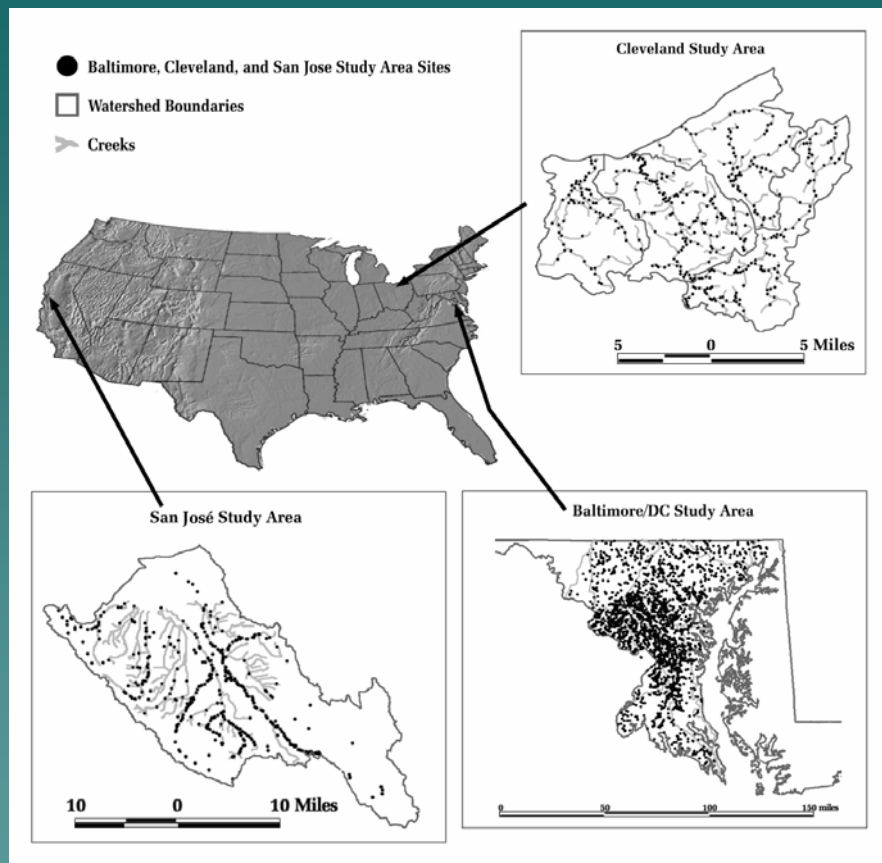 Baltimore, Cleveland, and San Jose Study Area Sites
Watershed Boundaries
Creeks
Cleveland Study Area
5 0 5 Miles
San José Study Area
10 0 10 Miles
Baltimore/DC Study Area
0 50 100 150 miles